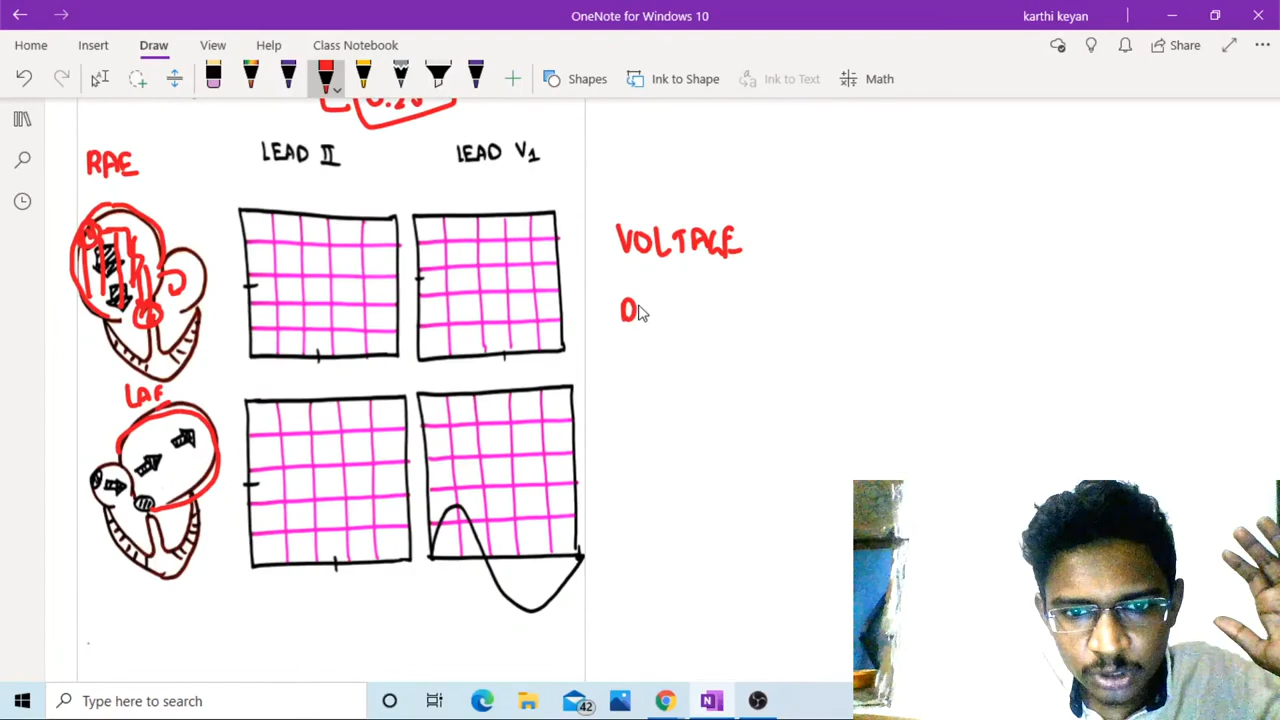 OneNote for Windows 10
karthi keyan
Home Insert Draw View Help Class Notebook
Share
Shapes
Ink to Shape
Ink to Text
Math
LEAD II
LEAD V1
RAE
VOLTAGE
D
LAE
Type here to search
42